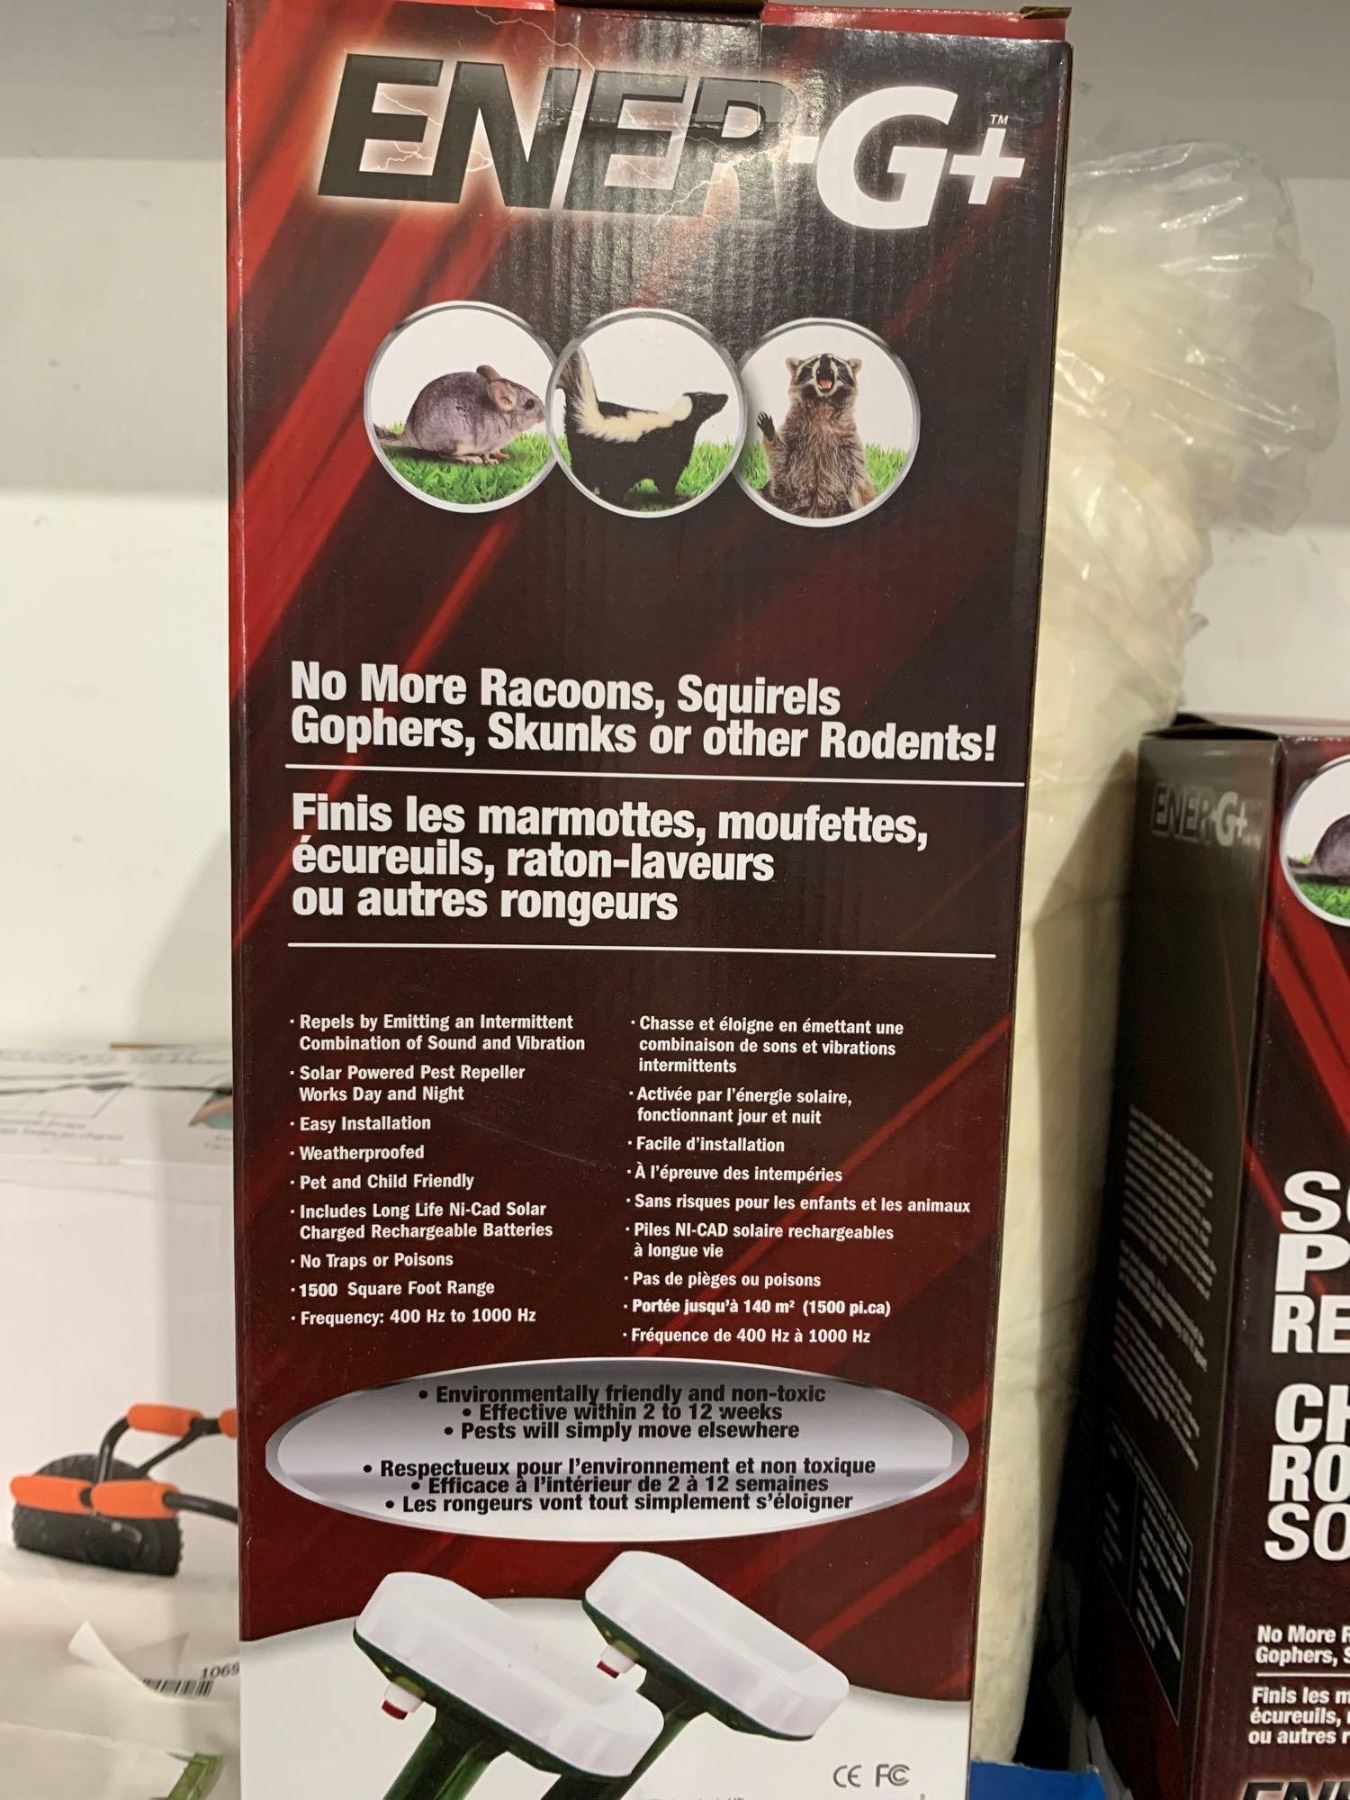 ENER-G+™
No More Racoons, Squirels
Gophers, Skunks or other Rodents!
Finis les marmottes, moufettes,
écureuils, raton-laveurs
ou autres rongeurs
· Repels by Emitting an Intermittent
Combination of Sound and Vibration
· Solar Powered Pest Repeller
Works Day and Night
· Easy Installation
· Weatherproofed
· Pet and Child Friendly
· Includes Long Life Ni-Cad Solar
Charged Rechargeable Batteries
· No Traps or Poisons
· 1500 Square Foot Range
· Frequency: 400 Hz to 1000 Hz
· Chasse et éloigne en émettant une
combinaison de sons et vibrations
intermittents
· Activée par l'énergie solaire,
fonctionnant jour et nuit
· Facile d'installation
· À l'épreuve des intempéries
· Sans risques pour les enfants et les animaux
· Piles NI-CAD solaire rechargeables
à longue vie
· Pas de pièges ou poisons
· Portée jusqu'à 140 m² (1500 pi.ca)
· Fréquence de 400 Hz à 1000 Hz
• Environmentally friendly and non-toxic
• Effective within 2 to 12 weeks
• Pests will simply move elsewhere
• Respectueux pour l'environnement et non toxique
• Efficace à l'intérieur de 2 à 12 semaines
• Les rongeurs vont tout simplement s'éloigner
CE FC
1069
ENER-G+
S
P
RE
CH
RO
SO
No More
Gophers,
Finis les
écureuils,
ou autres